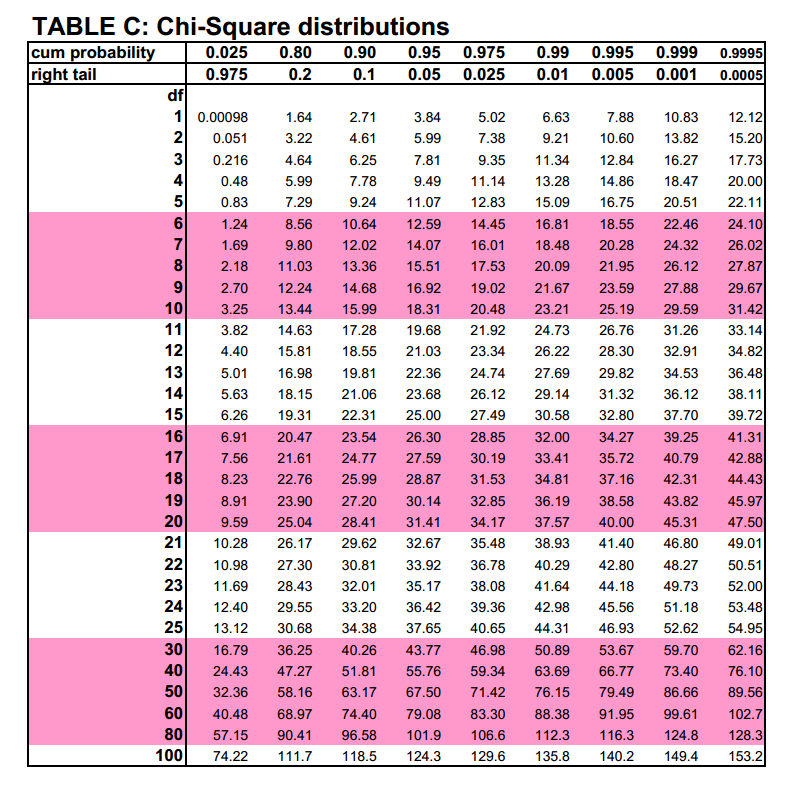 TABLE C: Chi-Square distributions
cum probability 0.025 0.80 0.90 0.95 0.975 0.99 0.995 0.999 0.9995
right tail 0.975 0.2 0.1 0.05 0.025 0.01 0.005 0.001 0.0005
df
1 0.00098 1.64 2.71 3.84 5.02 6.63 7.88 10.83 12.12
2 0.051 3.22 4.61 5.99 7.38 9.21 10.60 13.82 15.20
3 0.216 4.64 6.25 7.81 9.35 11.34 12.84 16.27 17.73
4 0.48 5.99 7.78 9.49 11.14 13.28 14.86 18.47 20.00
5 0.83 7.29 9.24 11.07 12.83 15.09 16.75 20.51 22.11
6 1.24 8.56 10.64 12.59 14.45 16.81 18.55 22.46 24.10
7 1.69 9.80 12.02 14.07 16.01 18.48 20.28 24.32 26.02
8 2.18 11.03 13.36 15.51 17.53 20.09 21.95 26.12 27.87
9 2.70 12.24 14.68 16.92 19.02 21.67 23.59 27.88 29.67
10 3.25 13.44 15.99 18.31 20.48 23.21 25.19 29.59 31.42
11 3.82 14.63 17.28 19.68 21.92 24.73 26.76 31.26 33.14
12 4.40 15.81 18.55 21.03 23.34 26.22 28.30 32.91 34.82
13 5.01 16.98 19.81 22.36 24.74 27.69 29.82 34.53 36.48
14 5.63 18.15 21.06 23.68 26.12 29.14 31.32 36.12 38.11
15 6.26 19.31 22.31 25.00 27.49 30.58 32.80 37.70 39.72
16 6.91 20.47 23.54 26.30 28.85 32.00 34.27 39.25 41.31
17 7.56 21.61 24.77 27.59 30.19 33.41 35.72 40.79 42.88
18 8.23 22.76 25.99 28.87 31.53 34.81 37.16 42.31 44.43
19 8.91 23.90 27.20 30.14 32.85 36.19 38.58 43.82 45.97
20 9.59 25.04 28.41 31.41 34.17 37.57 40.00 45.31 47.50
21 10.28 26.17 29.62 32.67 35.48 38.93 41.40 46.80 49.01
22 10.98 27.30 30.81 33.92 36.78 40.29 42.80 48.27 50.51
23 11.69 28.43 32.01 35.17 38.08 41.64 44.18 49.73 52.00
24 12.40 29.55 33.20 36.42 39.36 42.98 45.56 51.18 53.48
25 13.12 30.68 34.38 37.65 40.65 44.31 46.93 52.62 54.95
30 16.79 36.25 40.26 43.77 46.98 50.89 53.67 59.70 62.16
40 24.43 47.27 51.81 55.76 59.34 63.69 66.77 73.40 76.10
50 32.36 58.16 63.17 67.50 71.42 76.15 79.49 86.66 89.56
60 40.48 68.97 74.40 79.08 83.30 88.38 91.95 99.61 102.7
80 57.15 90.41 96.58 101.9 106.6 112.3 116.3 124.8 128.3
100 74.22 111.7 118.5 124.3 129.6 135.8 140.2 149.4 153.2